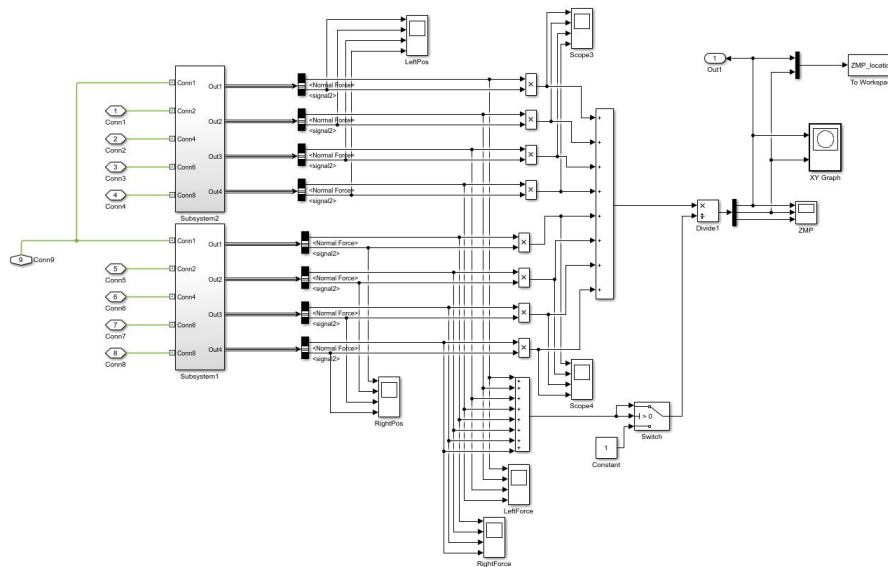 LeftPos
Scope3
1
Out1
ZMP_locatio
To Workspac
XY Graph
Conn1
Out1
<Normal Force>
<signal2>
×
1
Conn1
Conn2
Out2
<Normal Force>
<signal2>
×
2
Conn2
Conn4
Out3
<Normal Force>
<signal2>
×
3
Conn3
Conn6
Out4
<Normal Force>
<signal2>
×
4
Conn4
Conn8
Subsystem2
+
+
+
+
+
+
+
+
×
÷
Divide1
ZMP
9
Conn9
Conn1
Out1
<Normal Force>
<signal2>
×
5
Conn5
Conn2
Out2
<Normal Force>
<signal2>
×
6
Conn6
Conn4
Out3
<Normal Force>
<signal2>
×
7
Conn7
Conn6
Out4
<Normal Force>
<signal2>
×
8
Conn8
Conn8
Subsystem1
RightPos
Scope4
+
+
+
+
+
+
+
+
> 0
Switch
1
Constant
LeftForce
RightForce